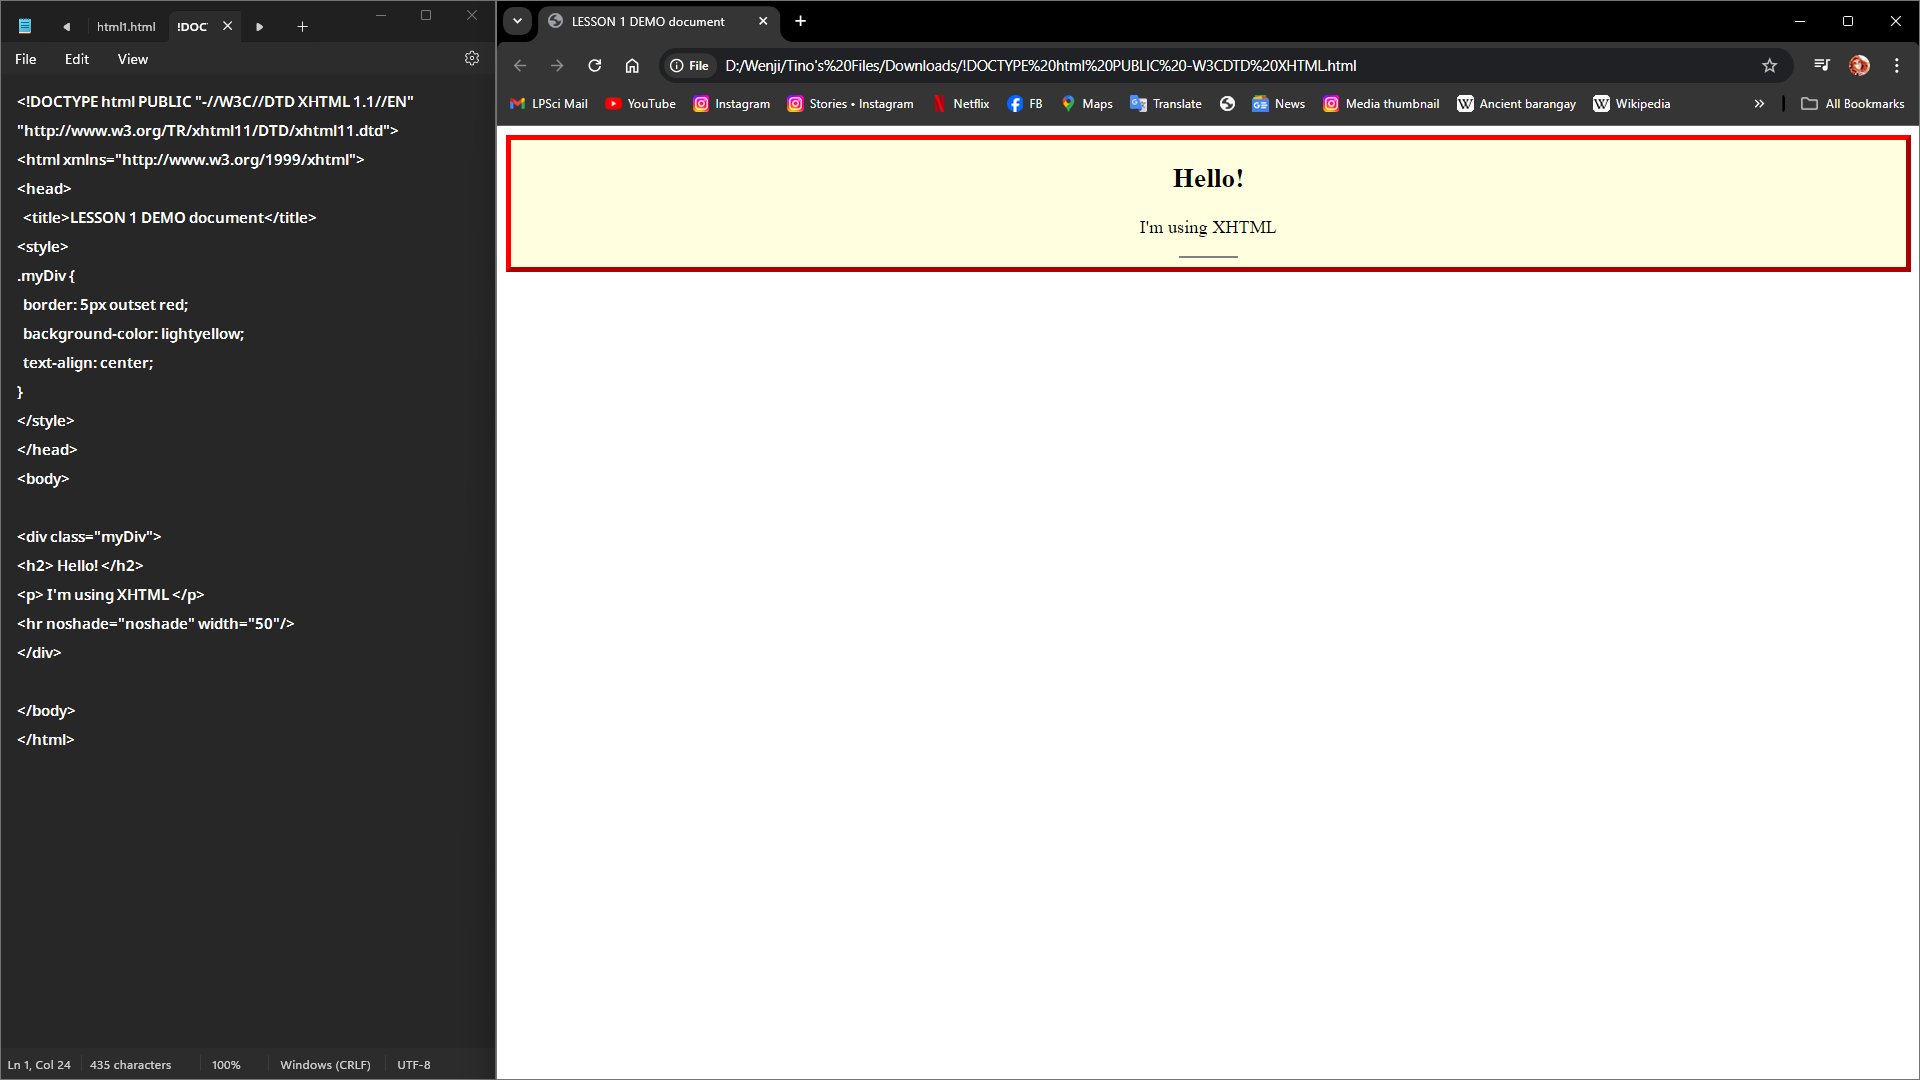 html1.html
!DOC
File Edit View
<!DOCTYPE html PUBLIC "-//W3C//DTD XHTML 1.1//EN"
"http://www.w3.org/TR/xhtml11/DTD/xhtml11.dtd">
<html xmlns="http://www.w3.org/1999/xhtml">
<head>
<title>LESSON 1 DEMO document</title>
<style>
.myDiv {
border: 5px outset red;
background-color: lightyellow;
text-align: center;
}
</style>
</head>
<body>
<div class="myDiv">
<h2> Hello! </h2>
<p> I'm using XHTML </p>
<hr noshade="noshade" width="50"/>
</div>
</body>
</html>
Ln 1, Col 24 435 characters 100% Windows (CRLF) UTF-8
LESSON 1 DEMO document
File D:/Wenji/Tino's%20Files/Downloads/!DOCTYPE%20html%20PUBLIC%20-W3CDTD%20XHTML.html
LPSci Mail YouTube Instagram Stories • Instagram Netflix FB Maps Translate News Media thumbnail Ancient barangay Wikipedia » All Bookmarks
Hello!
I'm using XHTML